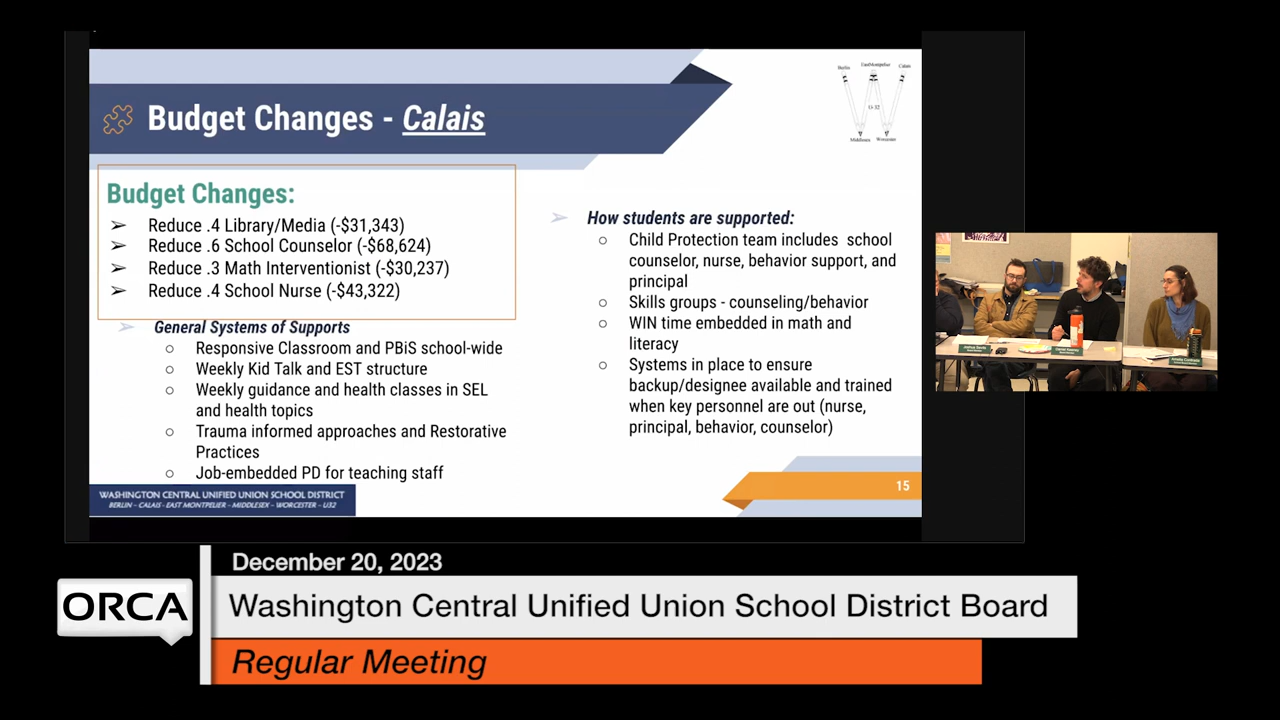 Budget Changes - Calais
Berlin
EastMontpelier
Calais
U-32
Middlesex
Worcester
Budget Changes:
➢ Reduce .4 Library/Media (-$31,343)
➢ Reduce .6 School Counselor (-$68,624)
➢ Reduce .3 Math Interventionist (-$30,237)
➢ Reduce .4 School Nurse (-$43,322)
➢ General Systems of Supports
○ Responsive Classroom and PBiS school-wide
○ Weekly Kid Talk and EST structure
○ Weekly guidance and health classes in SEL
and health topics
○ Trauma informed approaches and Restorative
Practices
○ Job-embedded PD for teaching staff
➢ How students are supported:
○ Child Protection team includes school
counselor, nurse, behavior support, and
principal
○ Skills groups - counseling/behavior
○ WIN time embedded in math and
literacy
○ Systems in place to ensure
backup/designee available and trained
when key personnel are out (nurse,
principal, behavior, counselor)
WASHINGTON CENTRAL UNIFIED UNION SCHOOL DISTRICT
BERLIN – CALAIS - EAST MONTPELIER – MIDDLESEX – WORCESTER – U32
15
December 20, 2023
ORCA
Washington Central Unified Union School District Board
Regular Meeting